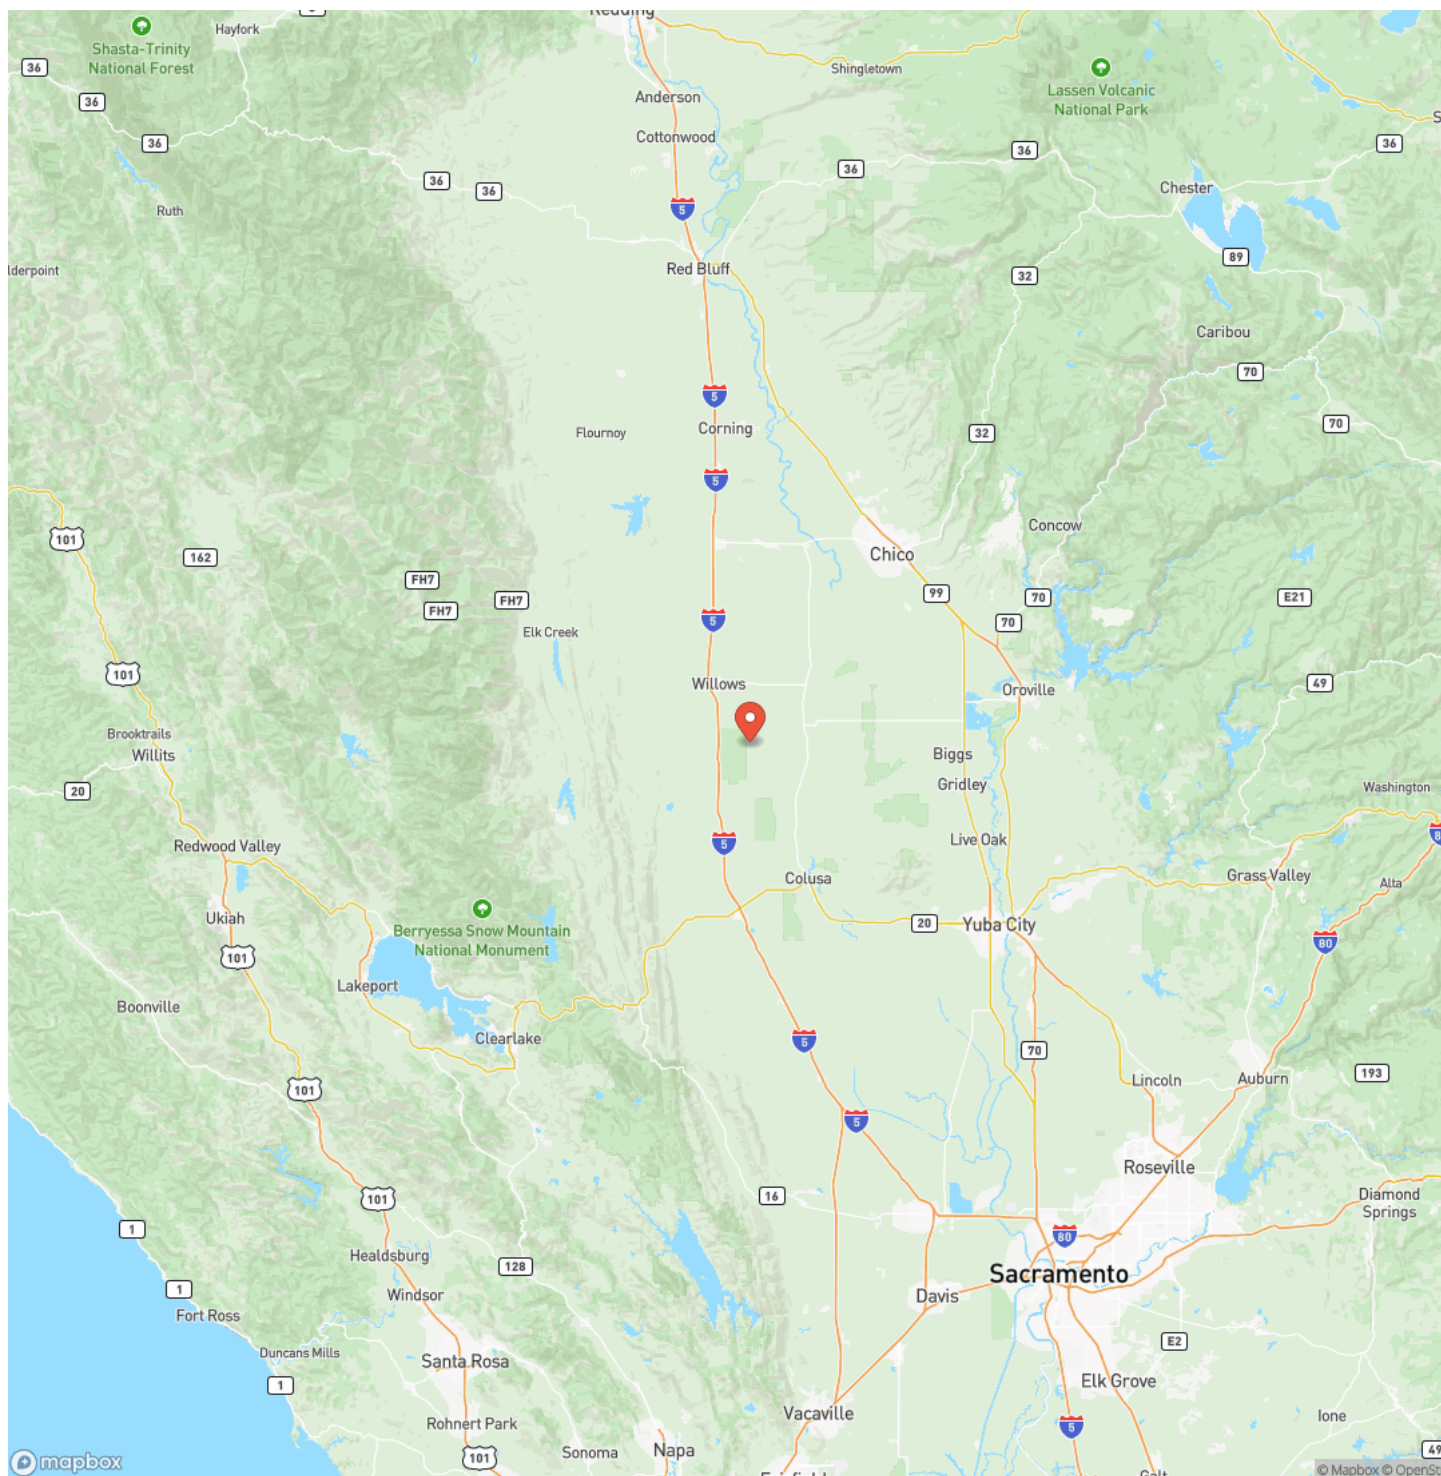 Redding
Hayfork
3
Shasta-Trinity
National Forest
36
Shingletown
Lassen Volcanic
National Park
36
Anderson
Cottonwood
36
36
36
36
36
36
Chester
5
Ruth
89
Red Bluff
32
Caribou
70
5
Corning
Flournoy
32
70
5
101
Concow
Chico
162
FH7
FH7
FH7
99
70
E21
5
70
Elk Creek
101
Willows
49
Oroville
Brooktrails
Willits
Biggs
Gridley
20
Washington
5
Live Oak
Redwood Valley
Colusa
Grass Valley
Alta
Ukiah
Berryessa Snow Mountain
National Monument
20
Yuba City
80
101
Lakeport
Boonville
Clearlake
5
70
193
101
Lincoln
Auburn
5
Roseville
16
101
Diamond
Springs
1
80
Healdsburg
128
Sacramento
1
Windsor
Davis
Fort Ross
Duncans Mills
E2
Santa Rosa
1
Elk Grove
Rohnert Park
Vacaville
5
Ione
Sonoma
Napa
101
49
mapbox
© Mapbox © OpenSt